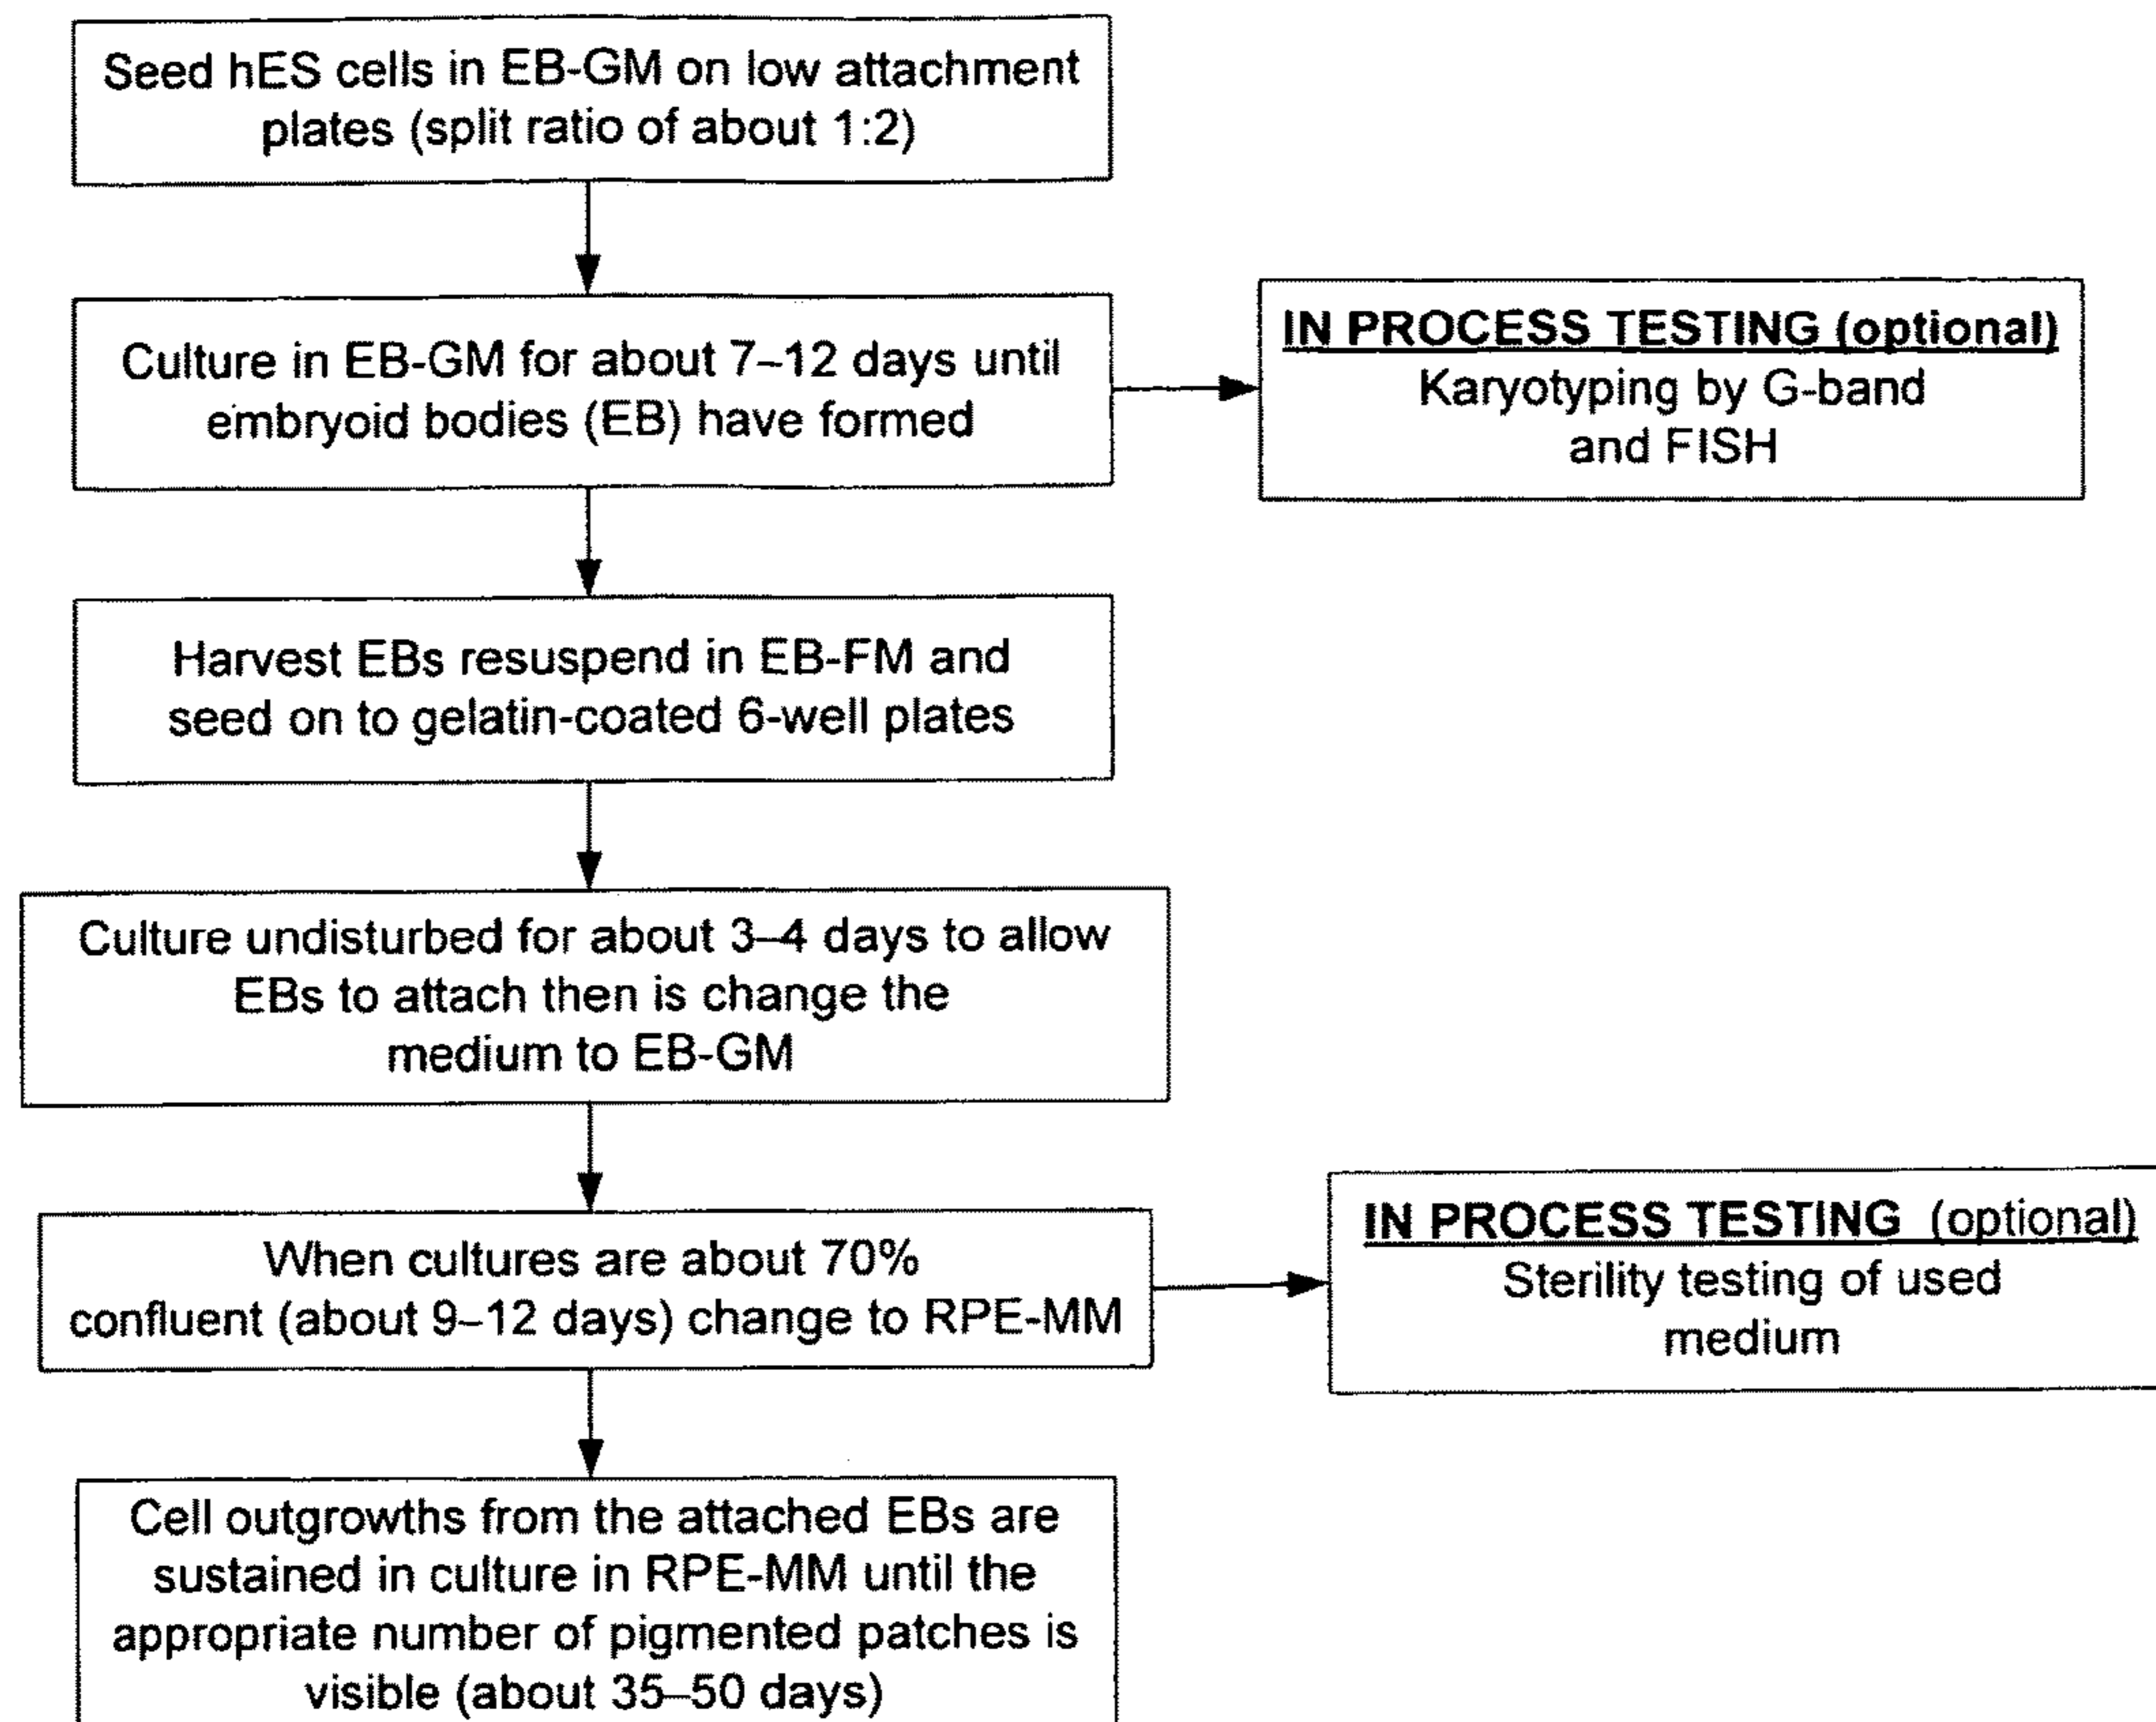 Seed hES cells in EB-GM on low attachment
plates (split ratio of about 1:2)
Culture in EB-GM for about 7–12 days until
embryoid bodies (EB) have formed
IN PROCESS TESTING (optional)
Karyotyping by G-band
and FISH
Harvest EBs resuspend in EB-FM and
seed on to gelatin-coated 6-well plates
Culture undisturbed for about 3–4 days to allow
EBs to attach then is change the
medium to EB-GM
When cultures are about 70%
confluent (about 9–12 days) change to RPE-MM
IN PROCESS TESTING (optional)
Sterility testing of used
medium
Cell outgrowths from the attached EBs are
sustained in culture in RPE-MM until the
appropriate number of pigmented patches is
visible (about 35–50 days)